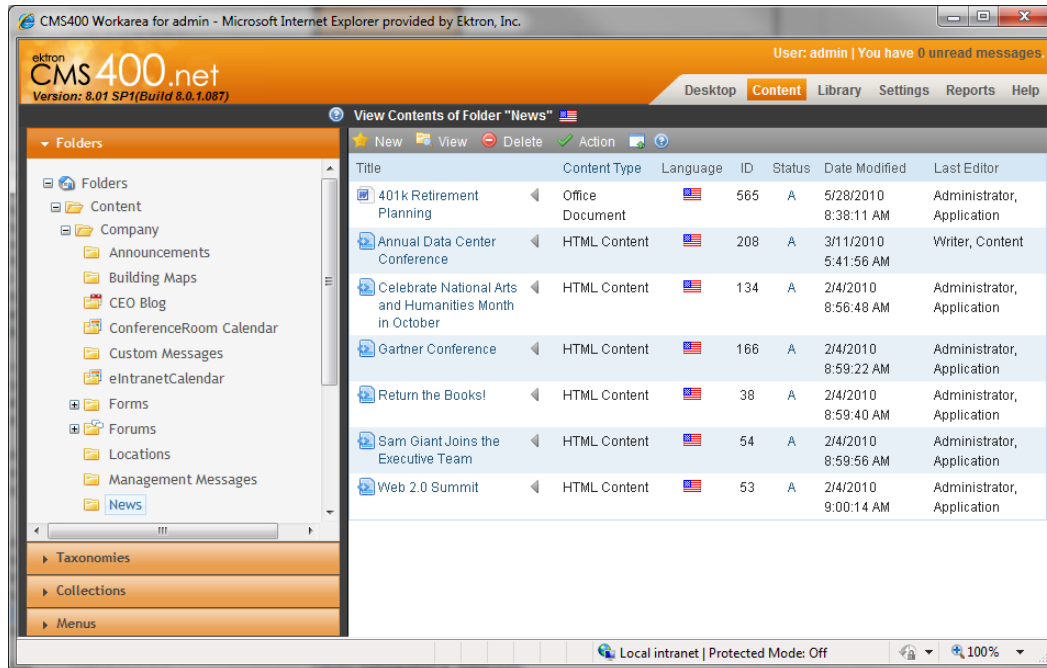 CMS400 Workarea for admin - Microsoft Internet Explorer provided by Ektron, Inc.
User: admin | You have 0 unread messages.
ektron
CMS400.net
Version: 8.01 SP1(Build 8.0.1.087)
Desktop Content Library Settings Reports Help
View Contents of Folder "News"
Folders
New View Delete Action
Folders
Content
Company
Announcements
Building Maps
CEO Blog
ConferenceRoom Calendar
Custom Messages
eIntranetCalendar
Forms
Forums
Locations
Management Messages
News
Taxonomies
Collections
Menus
Title Content Type Language ID Status Date Modified Last Editor
401k Retirement Office 565 A 5/28/2010 Administrator,
Planning Document 8:38:11 AM Application
Annual Data Center HTML Content 208 A 3/11/2010 Writer, Content
Conference 5:41:56 AM
Celebrate National Arts HTML Content 134 A 2/4/2010 Administrator,
and Humanities Month 8:56:48 AM Application
in October
Gartner Conference HTML Content 166 A 2/4/2010 Administrator,
8:59:22 AM Application
Return the Books! HTML Content 38 A 2/4/2010 Administrator,
8:59:40 AM Application
Sam Giant Joins the HTML Content 54 A 2/4/2010 Administrator,
Executive Team 8:59:56 AM Application
Web 2.0 Summit HTML Content 53 A 2/4/2010 Administrator,
9:00:14 AM Application
Local intranet | Protected Mode: Off 100%